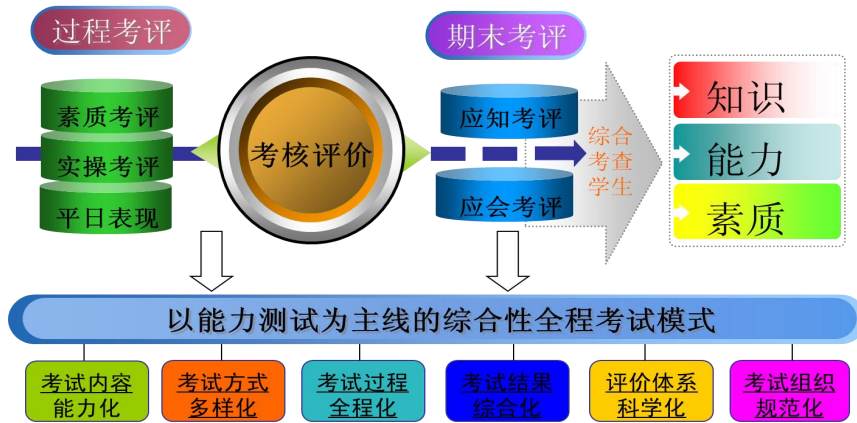 过程考评
期末考评
素质考评
实操考评
平日表现
考核评价
应知考评
应会考评
综合
考查
学生
知识
能力
素质
以能力测试为主线的综合性全程考试模式
考试内容
能力化
考试方式
多样化
考试过程
全程化
考试结果
综合化
评价体系
科学化
考试组织
规范化